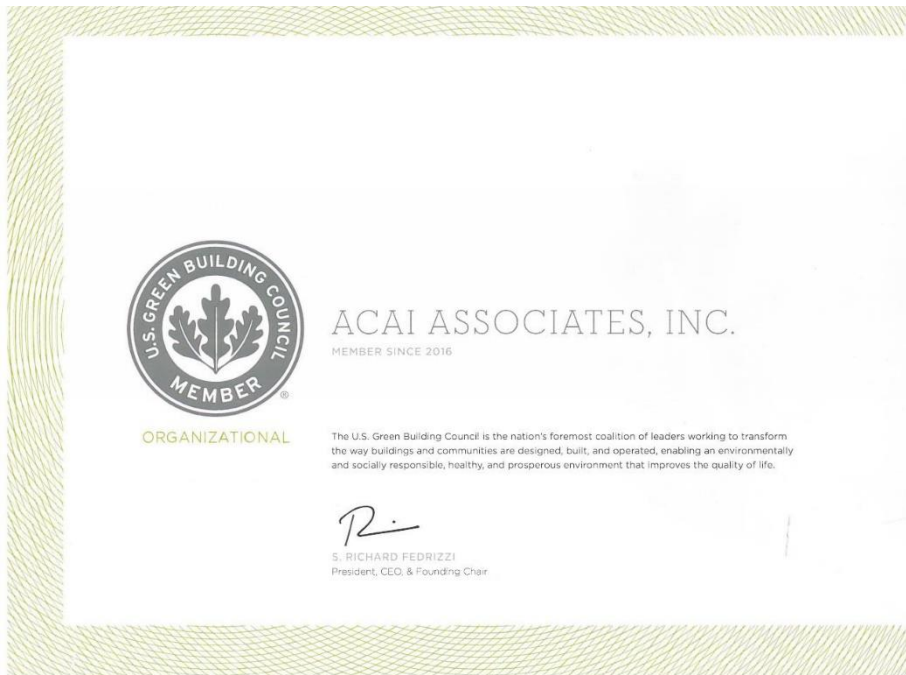 U.S. GREEN BUILDING COUNCIL
MEMBER
®
ORGANIZATIONAL
ACAI ASSOCIATES, INC.
MEMBER SINCE 2016
The U.S. Green Building Council is the nation's foremost coalition of leaders working to transform
the way buildings and communities are designed, built, and operated, enabling an environmentally
and socially responsible, healthy, and prosperous environment that improves the quality of life.
S. RICHARD FEDRIZZI
President, CEO, & Founding Chair